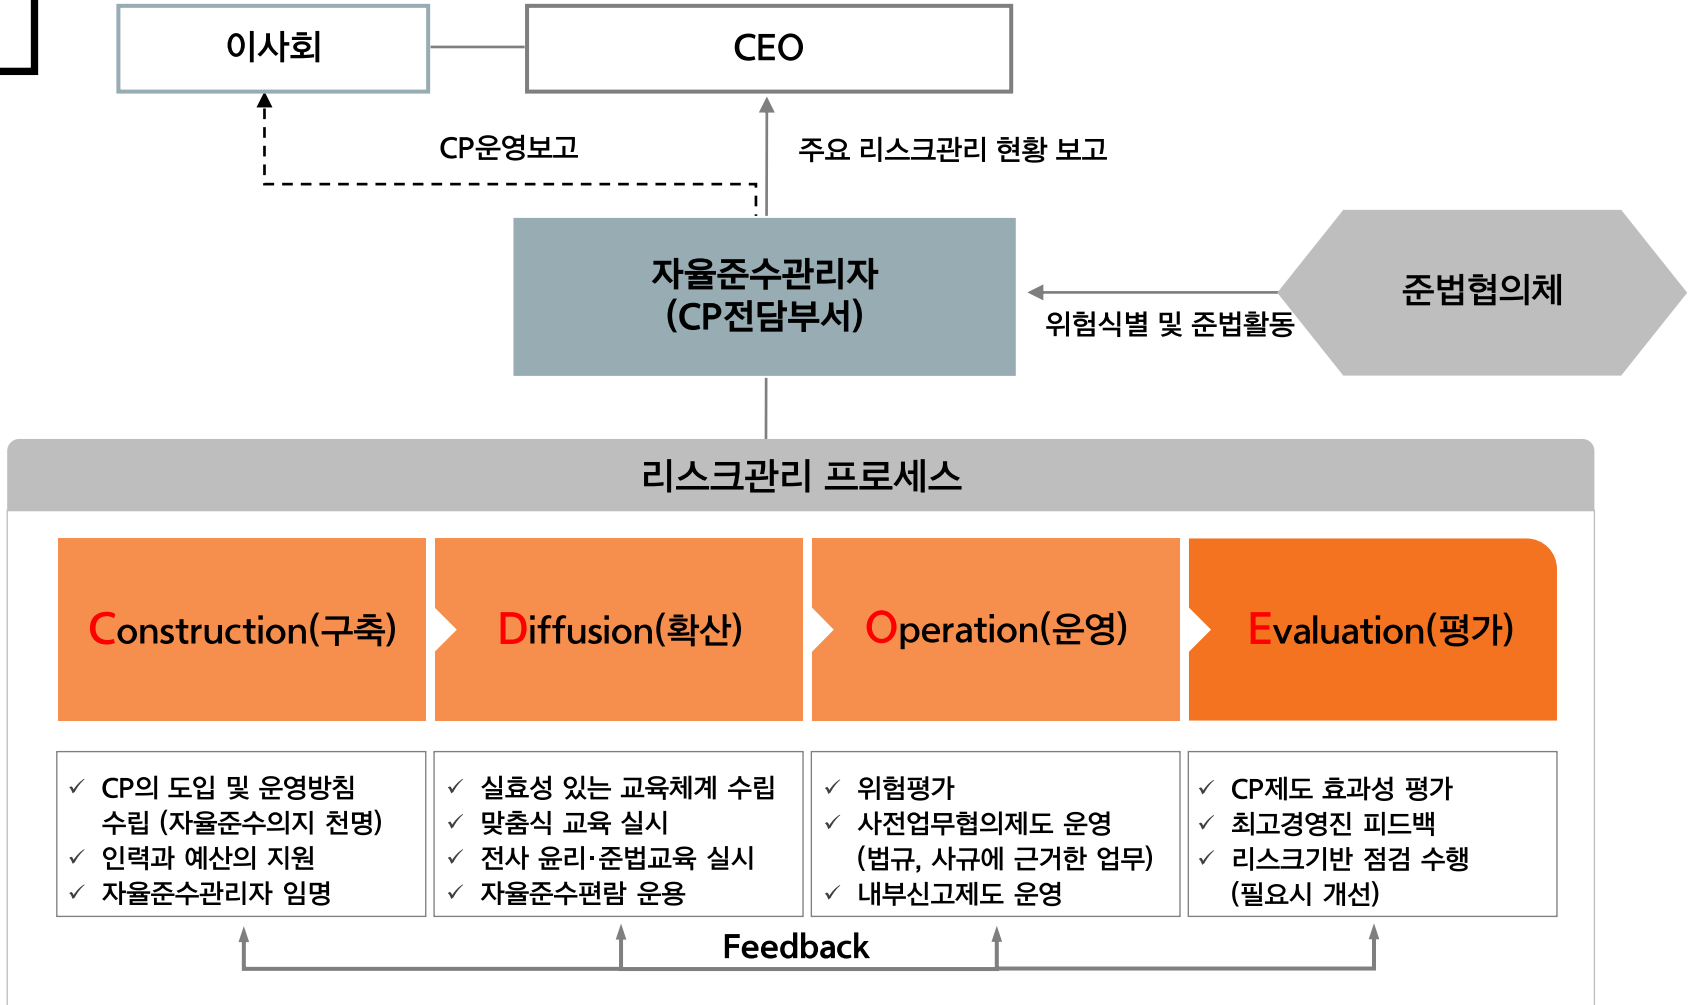 이사회
CEO
CP운영보고
주요 리스크관리 현황 보고
자율준수관리자
(CP전담부서)
준법협의체
위험식별 및 준법활동
리스크관리 프로세스
Construction(구축)
Diffusion(확산)
Operation(운영)
Evaluation(평가)
✓ CP의 도입 및 운영방침
수립 (자율준수의지 천명)
✓ 인력과 예산의 지원
✓ 자율준수관리자 임명
✓ 실효성 있는 교육체계 수립
✓ 맞춤식 교육 실시
✓ 전사 윤리·준법교육 실시
✓ 자율준수편람 운용
✓ 위험평가
✓ 사전업무협의제도 운영
(법규, 사규에 근거한 업무)
✓ 내부신고제도 운영
✓ CP제도 효과성 평가
✓ 최고경영진 피드백
✓ 리스크기반 점검 수행
(필요시 개선)
Feedback